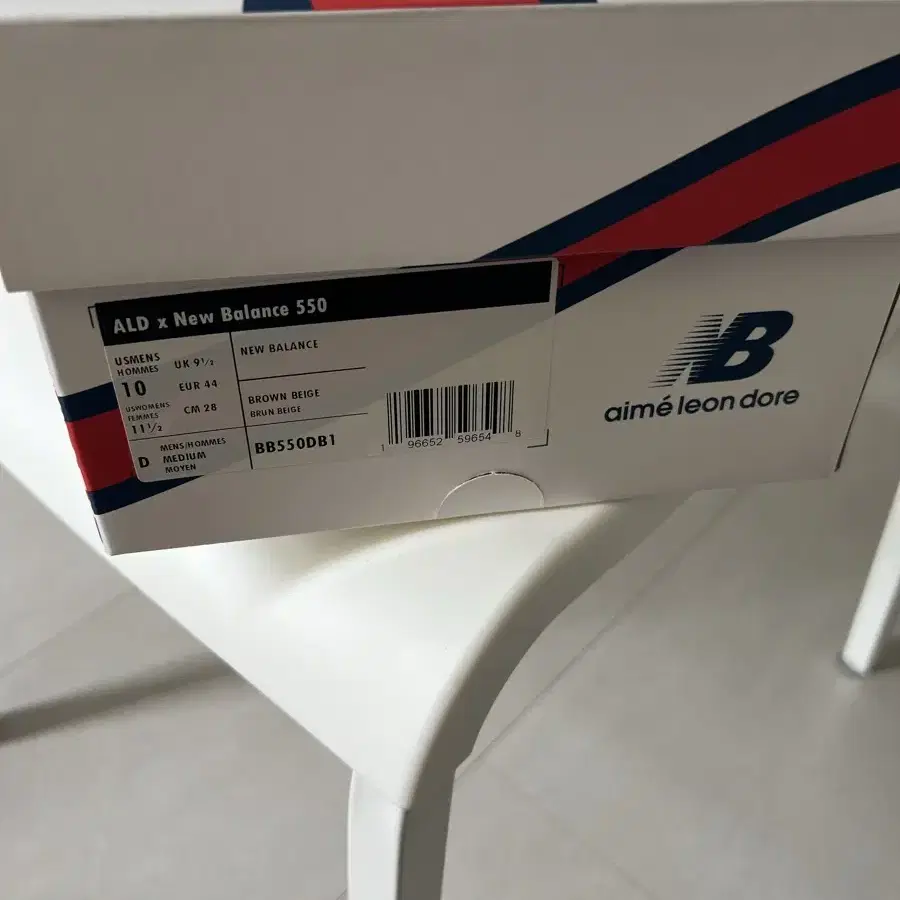 ALD x New Balance 550
USMENS
HOMMES
10
UK 9½
EUR 44
CM 28
USWOMENS
FEMMES
11½
D
MENS/HOMMES
MEDIUM
MOYEN
NEW BALANCE
BROWN BEIGE
BRUN BEIGE
BB550DB1
1 96652 59654 8
NB
aimé leon dore